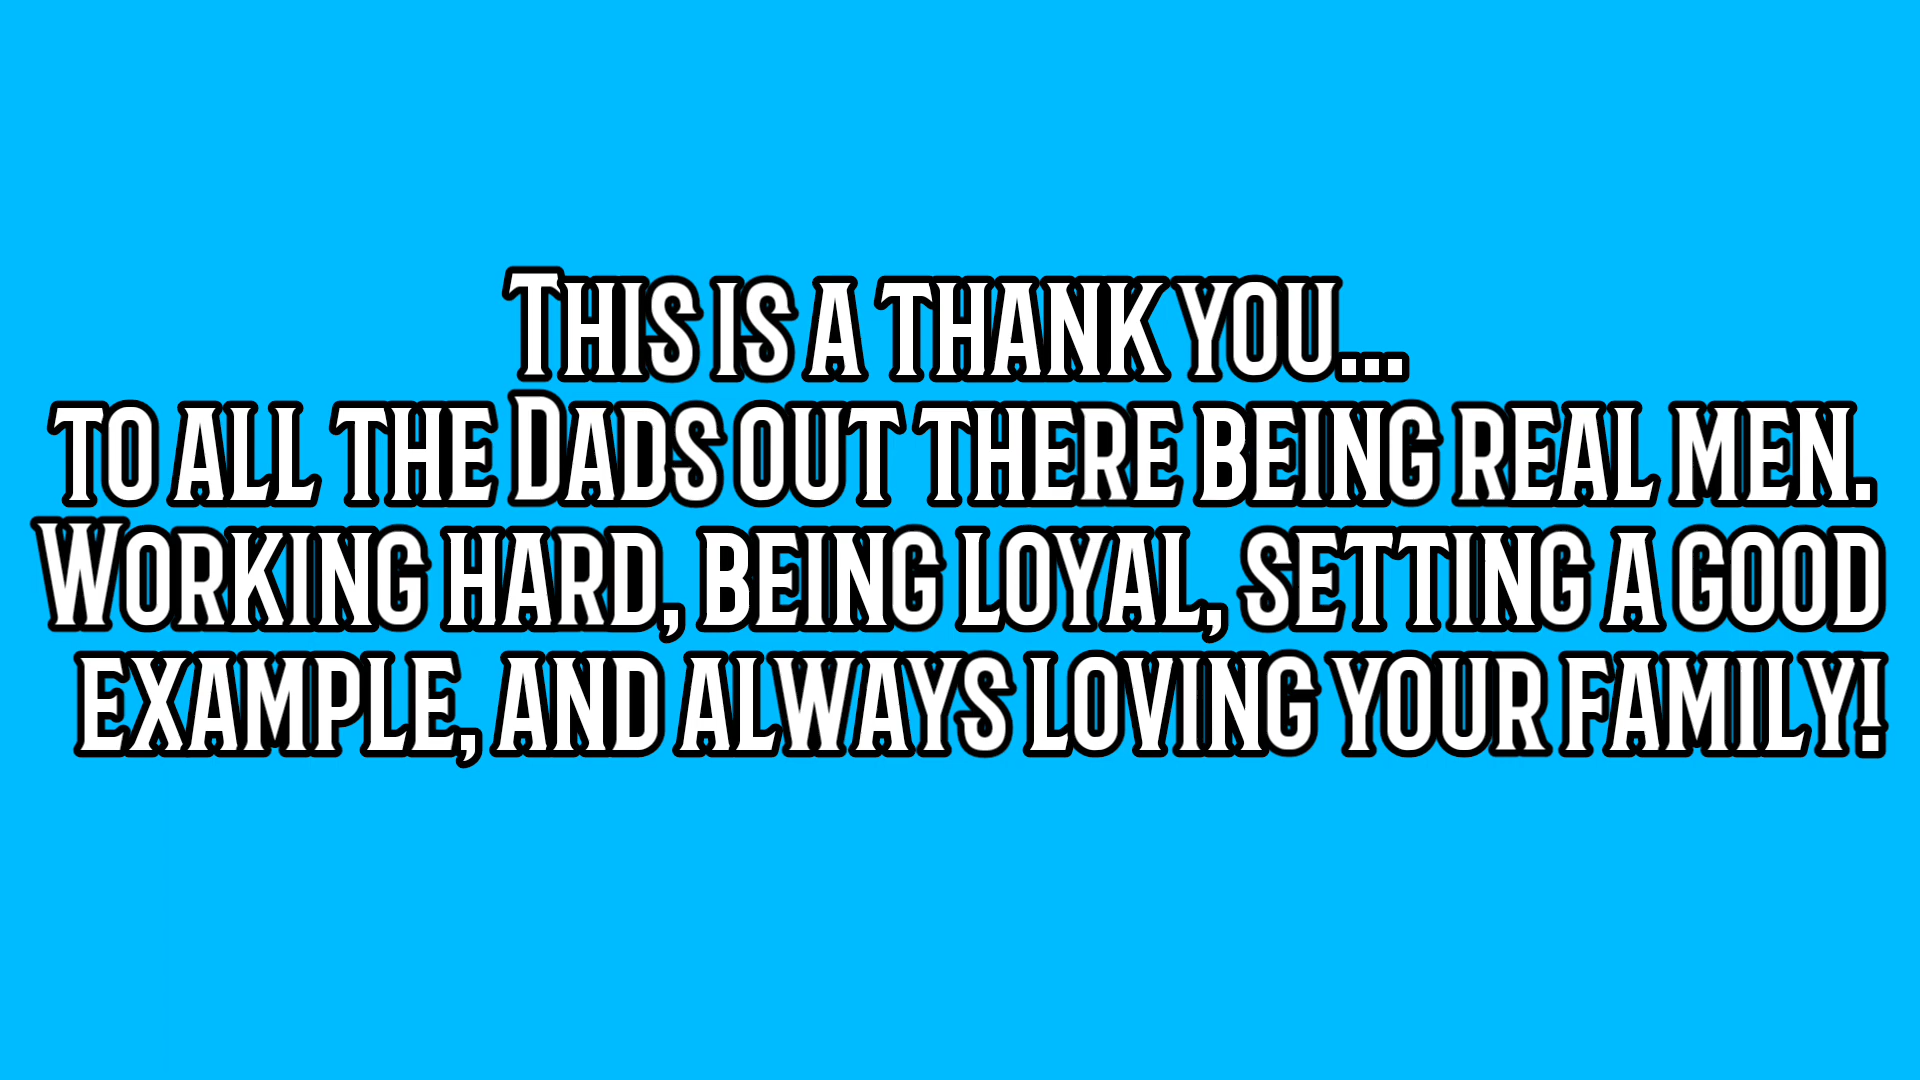 This is a thank you...
to all the Dads out there being real men.
Working hard, being loyal, setting a good
example, and always loving your family!